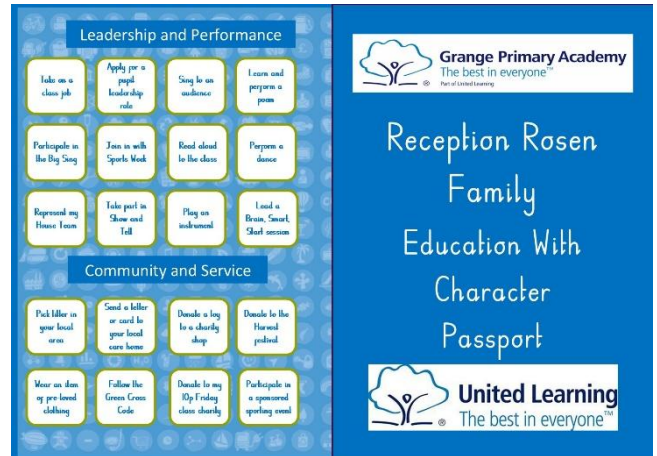 Leadership and Performance
Take on a
class job
Apply for a
pupil
leadership
role
Sing to an
audience
Learn and
perform a
poem
Participate in
the Big Sing
Join in with
Sports Week
Read aloud
to the class
Perform a
dance
Represent my
House Team
Take part in
Show and
Tell
Play an
instrument
Lead a
Brain, Smart,
Start session
Community and Service
Pick litter in
your local
area
Send a letter
or card to
your local
care home
Donate a toy
to a charity
shop
Donate to the
Harvest
festival
Wear an item
of pre-loved
clothing
Follow the
Green Cross
Code
Donate to my
10p Friday
class charity
Participate in
a sponsored
sporting event
Grange Primary Academy
The best in everyone™
Part of United Learning
®
Reception Rosen
Family
Education With
Character
Passport
United Learning
® The best in everyone™